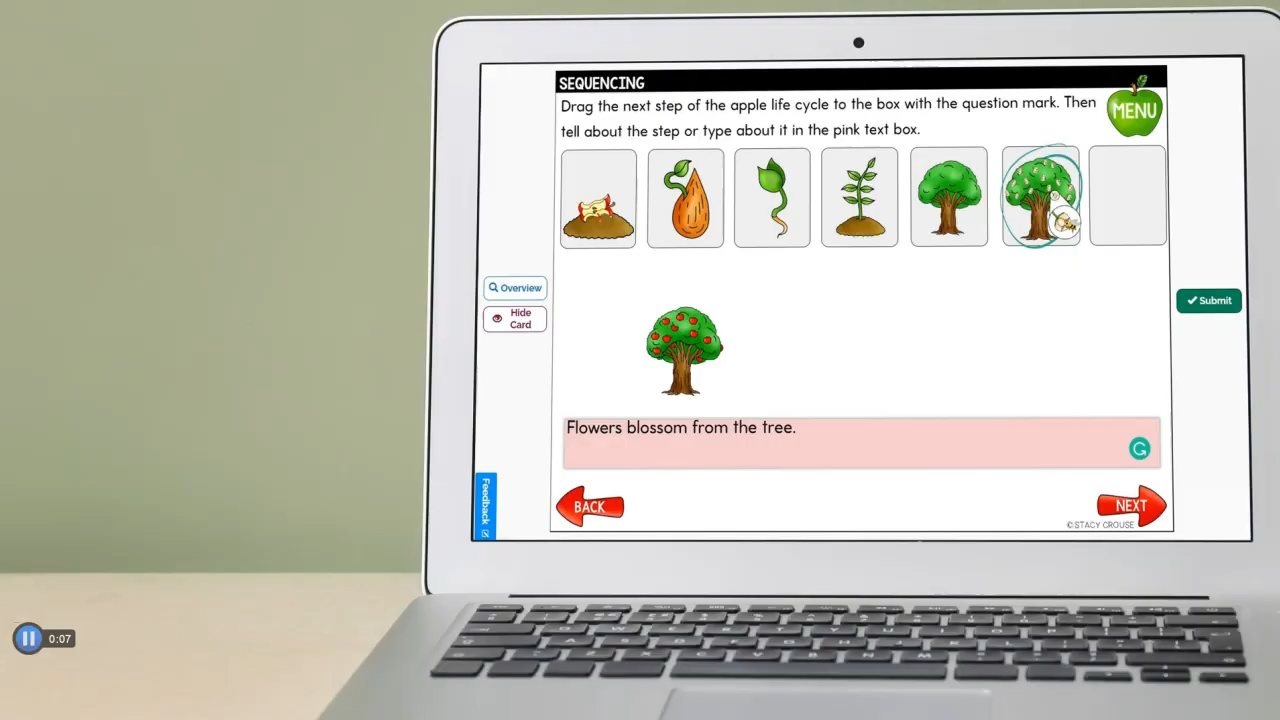 SEQUENCING
Drag the next step of the apple life cycle to the box with the question mark. Then
tell about the step or type about it in the pink text box.
MENU
Overview
Hide
Card
Submit
Flowers blossom from the tree.
G
Feedback
BACK
NEXT
© STACY CROUSE
0:07